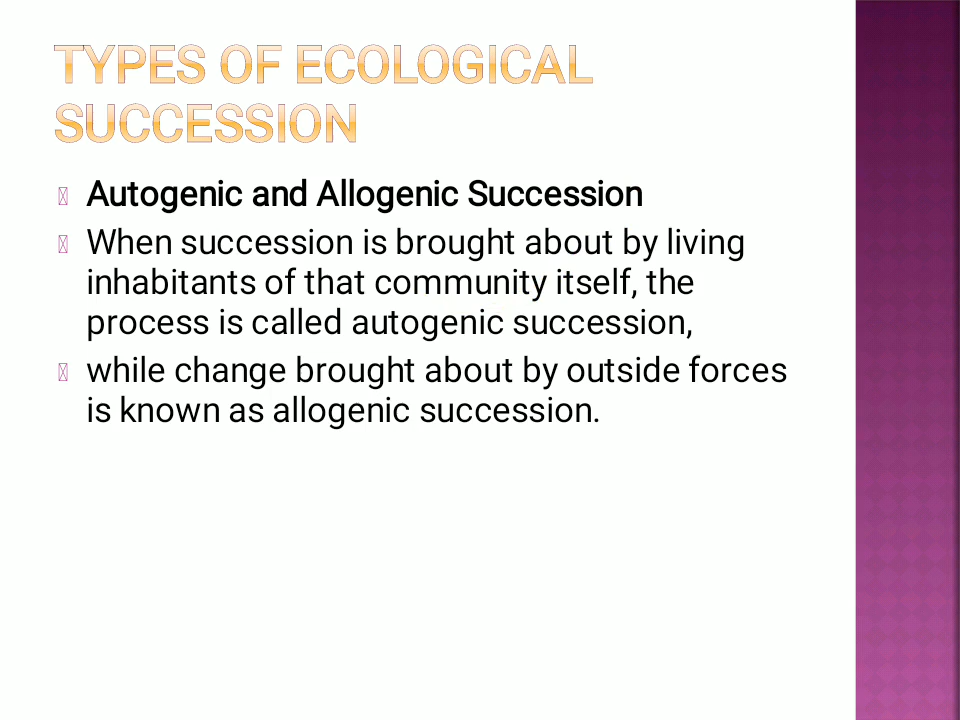 TYPES OF ECOLOGICAL
SUCCESSION
Autogenic and Allogenic Succession
When succession is brought about by living
inhabitants of that community itself, the
process is called autogenic succession,
while change brought about by outside forces
is known as allogenic succession.